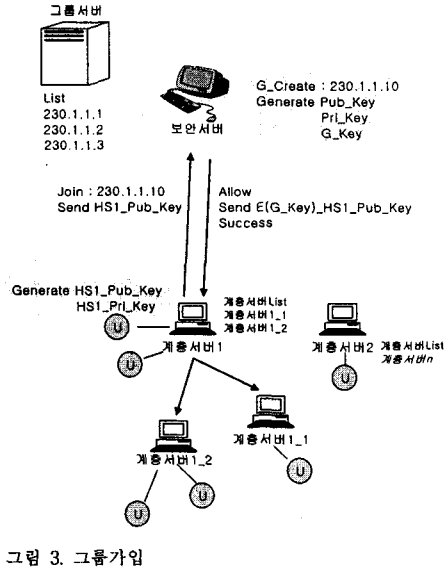 그룹서버
List
230.1.1.1
230.1.1.2
230.1.1.3
보안서버
G_Create : 230.1.1.10
Generate Pub_Key
Pri_Key
G_Key
Join : 230.1.1.10
Send HS1_Pub_Key
Allow
Send E(G_Key)_HS1_Pub_Key
Success
Generate HS1_Pub_Key
HS1_Pri_Key
계층서버List
계층서버1_1
계층서버1_2
U
U
계층서버1
계층서버2
계층서버List
계층서버n
U
계층서버1_1
U
계층서버1_2
U
U
그림 3. 그룹가입